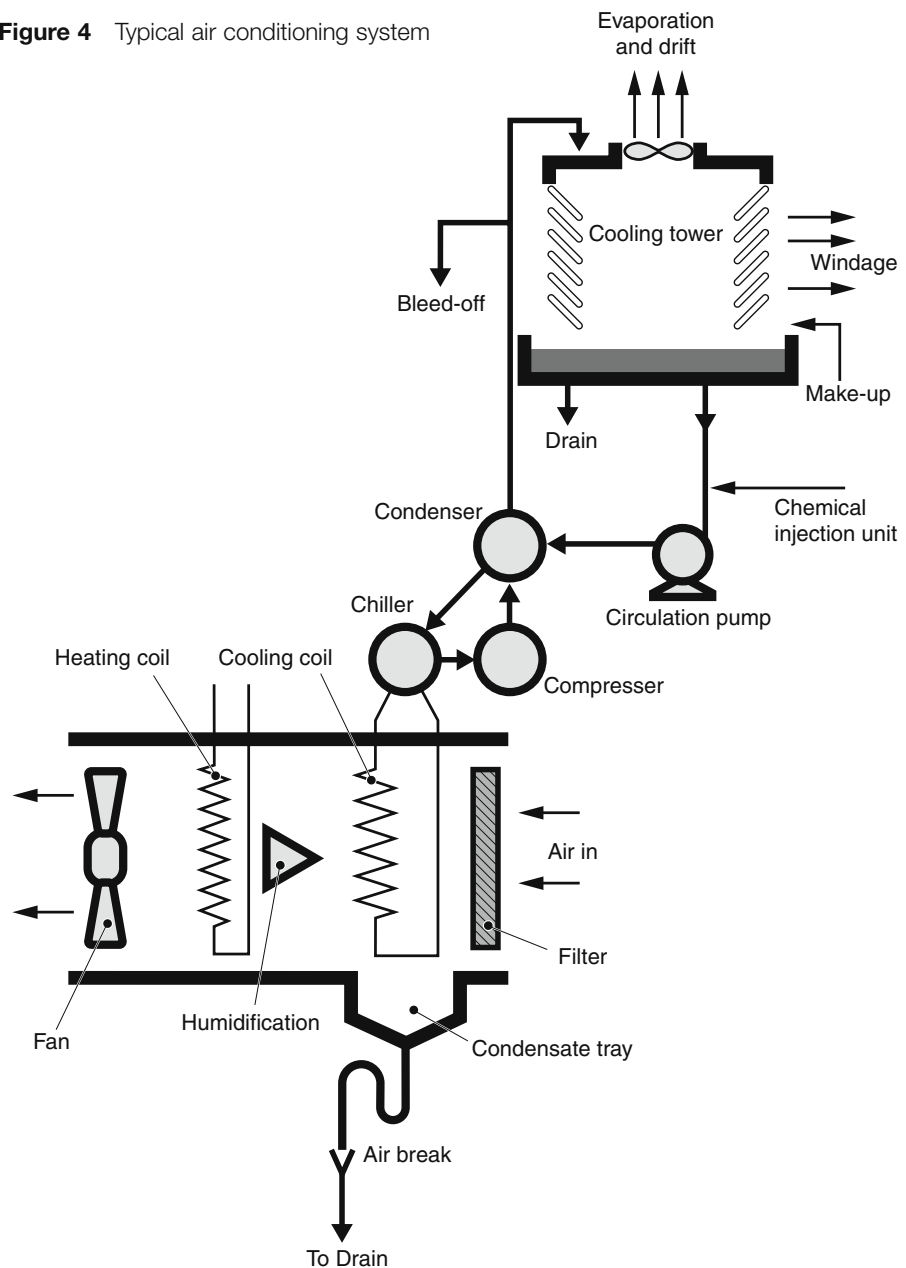 Figure 4 Typical air conditioning system
Evaporation
and drift
Cooling tower
Windage
Bleed-off
Make-up
Drain
Chemical
injection unit
Condenser
Circulation pump
Chiller
Compresser
Heating coil
Cooling coil
Air in
Filter
Humidification
Fan
Condensate tray
Air break
To Drain